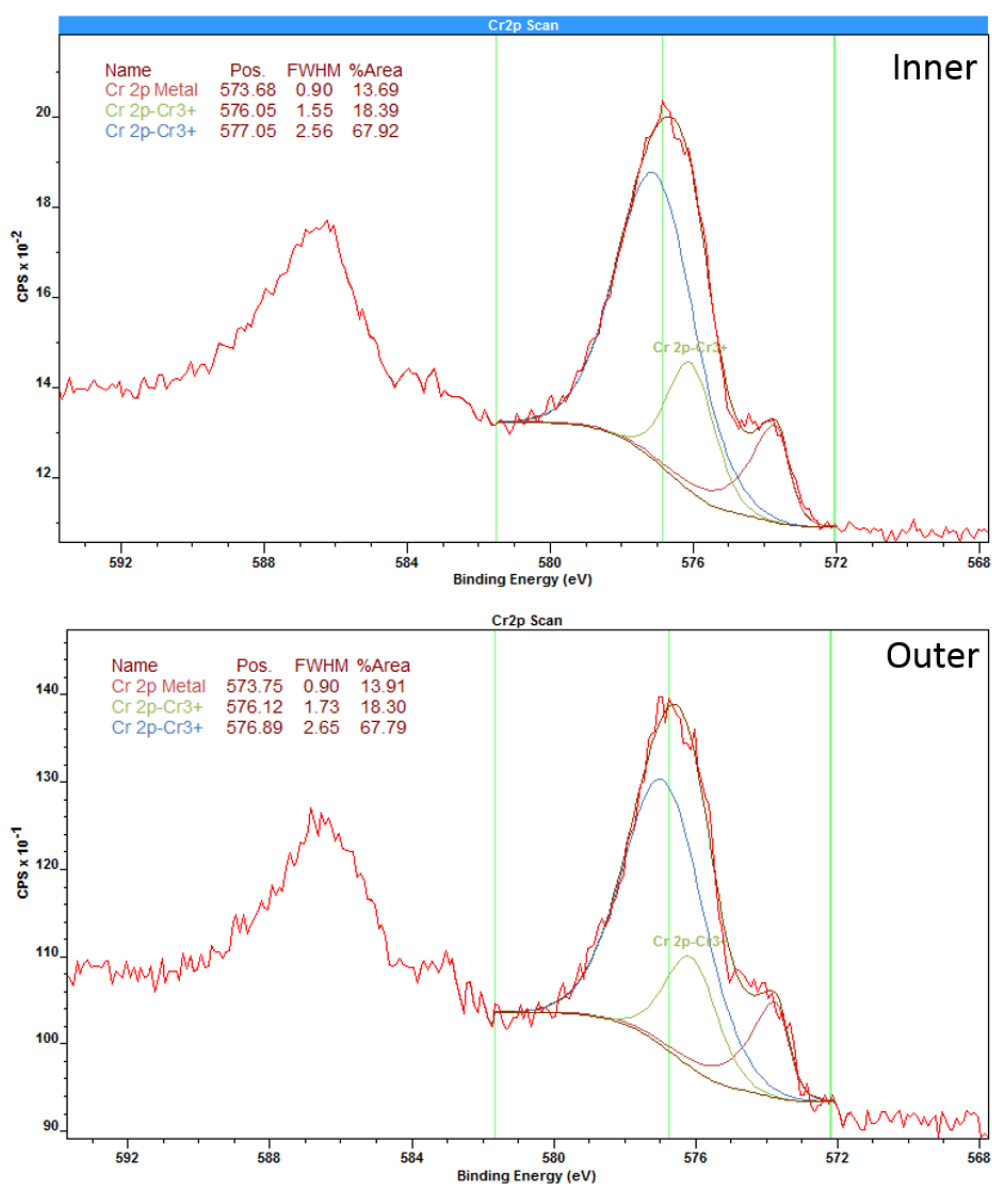 Cr2p Scan
Inner
Name Pos. FWHM %Area
Cr 2p Metal 573.68 0.90 13.69
Cr 2p-Cr3+ 576.05 1.55 18.39
Cr 2p-Cr3+ 577.05 2.56 67.92
20
18
16
14
12
CPS x 10-2
Cr 2p-Cr3+
592 588 584 580 576 572 568
Binding Energy (eV)
Cr2p Scan
Outer
Name Pos. FWHM %Area
Cr 2p Metal 573.75 0.90 13.91
Cr 2p-Cr3+ 576.12 1.73 18.30
Cr 2p-Cr3+ 576.89 2.65 67.79
140
130
120
110
100
90
CPS x 10-1
Cr 2p-Cr3+
592 588 584 580 576 572 568
Binding Energy (eV)